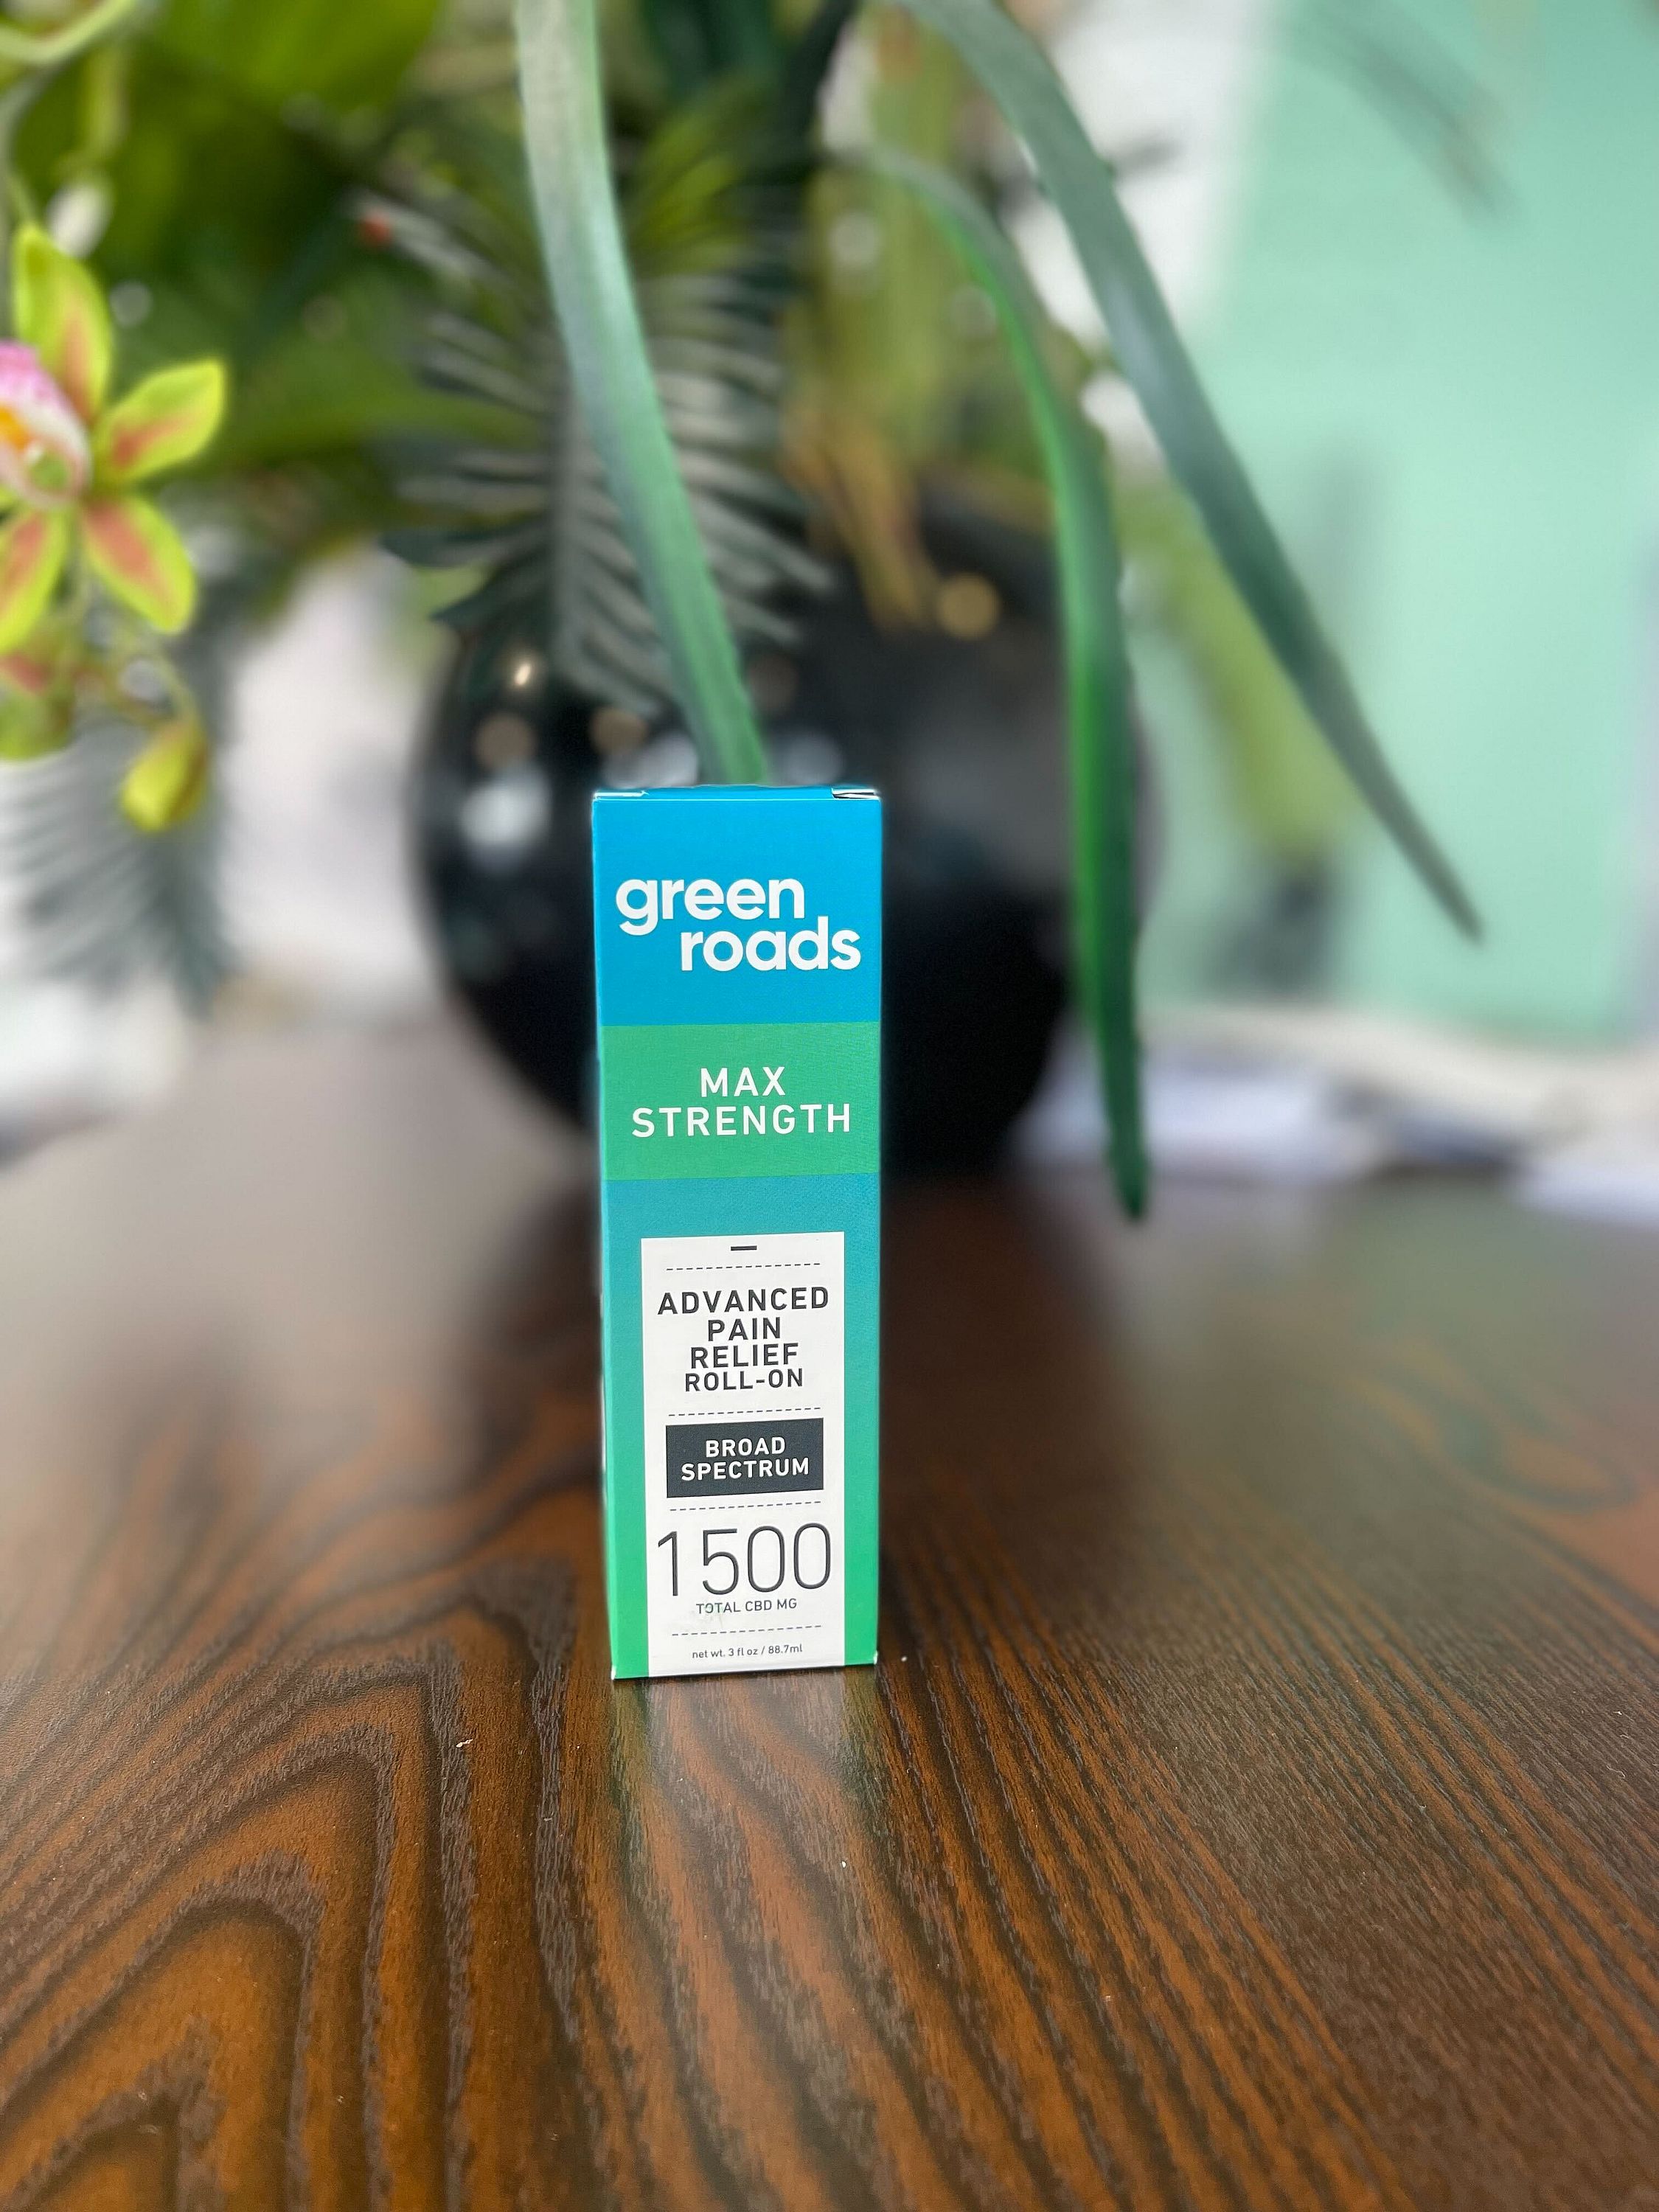 green
roads
MAX
STRENGTH
ADVANCED
PAIN
RELIEF
ROLL-ON
BROAD
SPECTRUM
1500
TOTAL CBD MG
net wt. 3 fl oz / 88.7ml